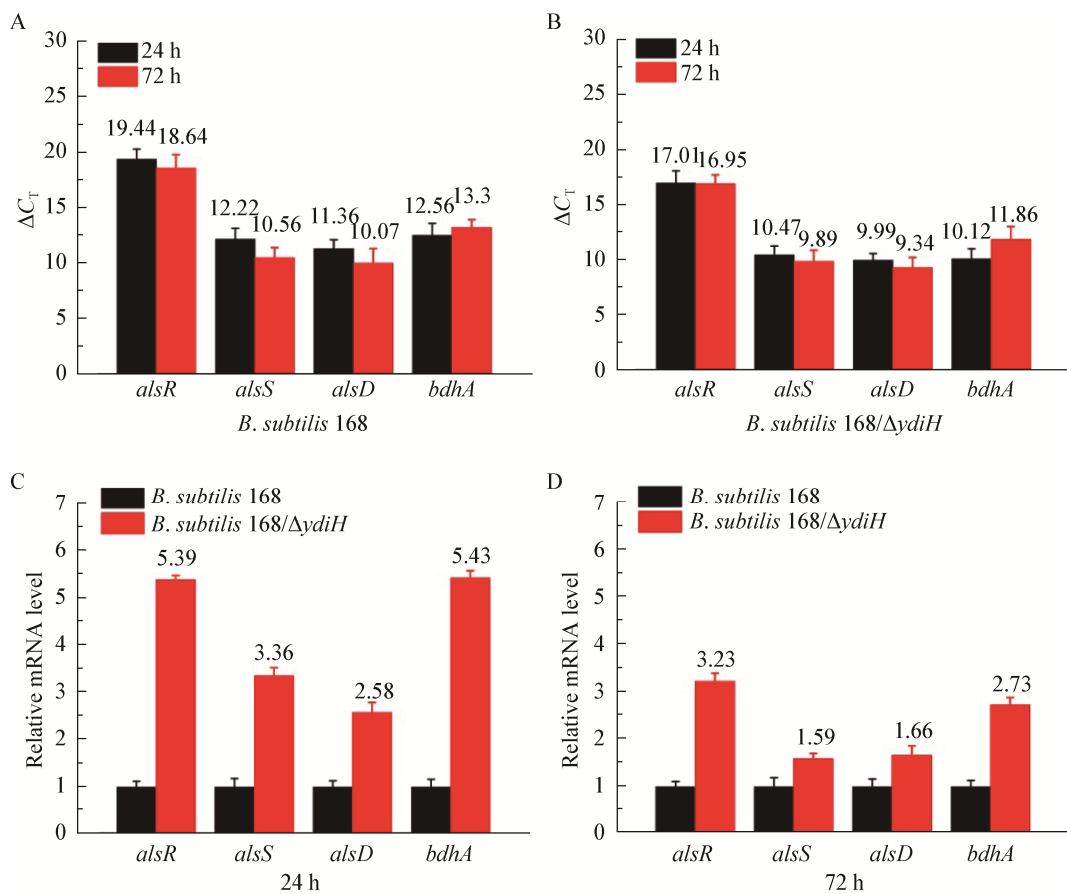 A
30
25
20
15
10
5
0
ΔCT
24 h
72 h
19.44 18.64
12.22 10.56
11.36 10.07
12.56 13.3
alsR alsS alsD bdhA
B. subtilis 168
B
30
25
20
15
10
5
0
ΔCT
24 h
72 h
17.01 16.95
10.47 9.89
9.99 9.34
10.12 11.86
alsR alsS alsD bdhA
B. subtilis 168/ΔydiH
C
7
6
5
4
3
2
1
0
Relative mRNA level
B. subtilis 168
B. subtilis 168/ΔydiH
5.39
3.36
2.58
5.43
alsR alsS alsD bdhA
24 h
D
7
6
5
4
3
2
1
0
Relative mRNA level
B. subtilis 168
B. subtilis 168/ΔydiH
3.23
1.59
1.66
2.73
alsR alsS alsD bdhA
72 h